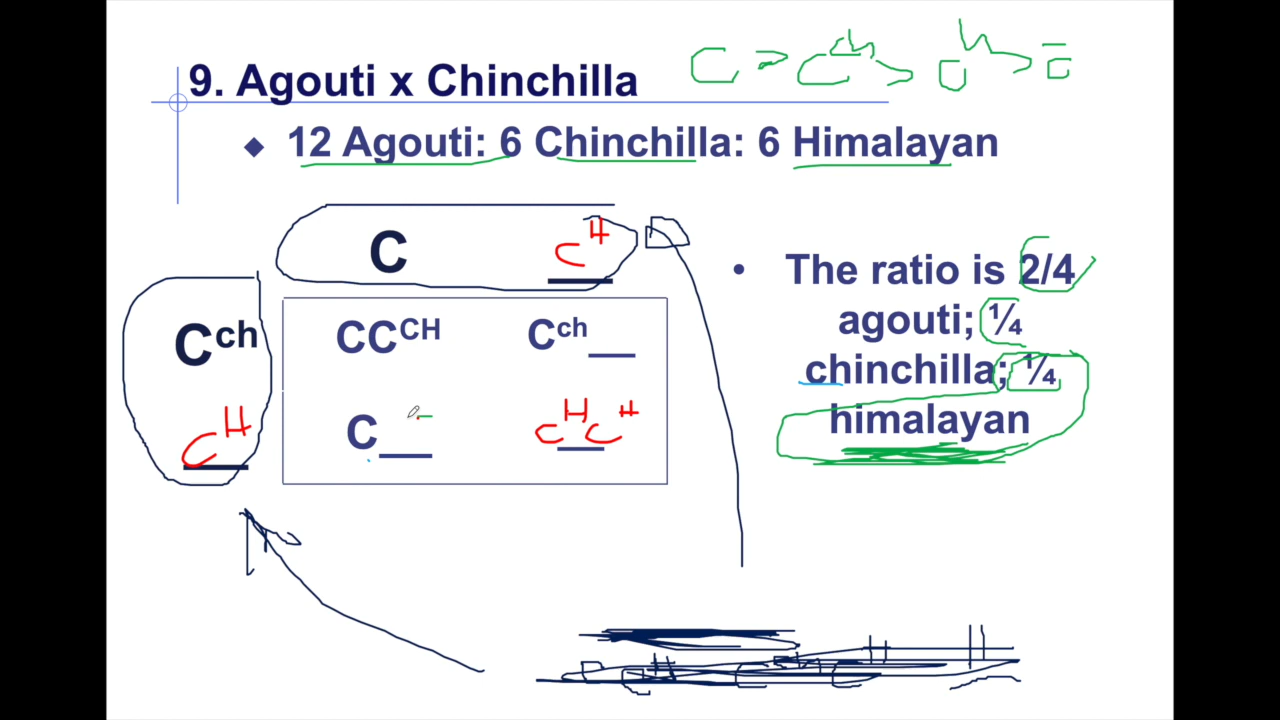 9. Agouti x Chinchilla
C > C^ch > C^h > c
◆ 12 Agouti: 6 Chinchilla: 6 Himalayan
C C^H
C^ch CC^CH C^ch__
C^H C__ C^H C^H
• The ratio is 2/4
agouti; ¼
chinchilla; ¼
himalayan